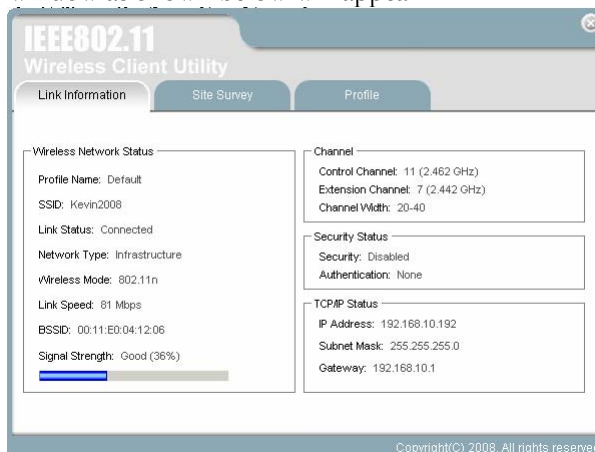 IEEE802.11
Wireless Client Utility
Link Information
Site Survey
Profile
Wireless Network Status
Profile Name: Default
SSID: Kevin2008
Link Status: Connected
Network Type: Infrastructure
Wireless Mode: 802.11n
Link Speed: 81 Mbps
BSSID: 00:11:E0:04:12:06
Signal Strength: Good (36%)
Channel
Control Channel: 11 (2.462 GHz)
Extension Channel: 7 (2.442 GHz)
Channel Width: 20-40
Security Status
Security: Disabled
Authentication: None
TCP/IP Status
IP Address: 192.168.10.192
Subnet Mask: 255.255.255.0
Gateway: 192.168.10.1
Copyright(C) 2008. All rights reserved